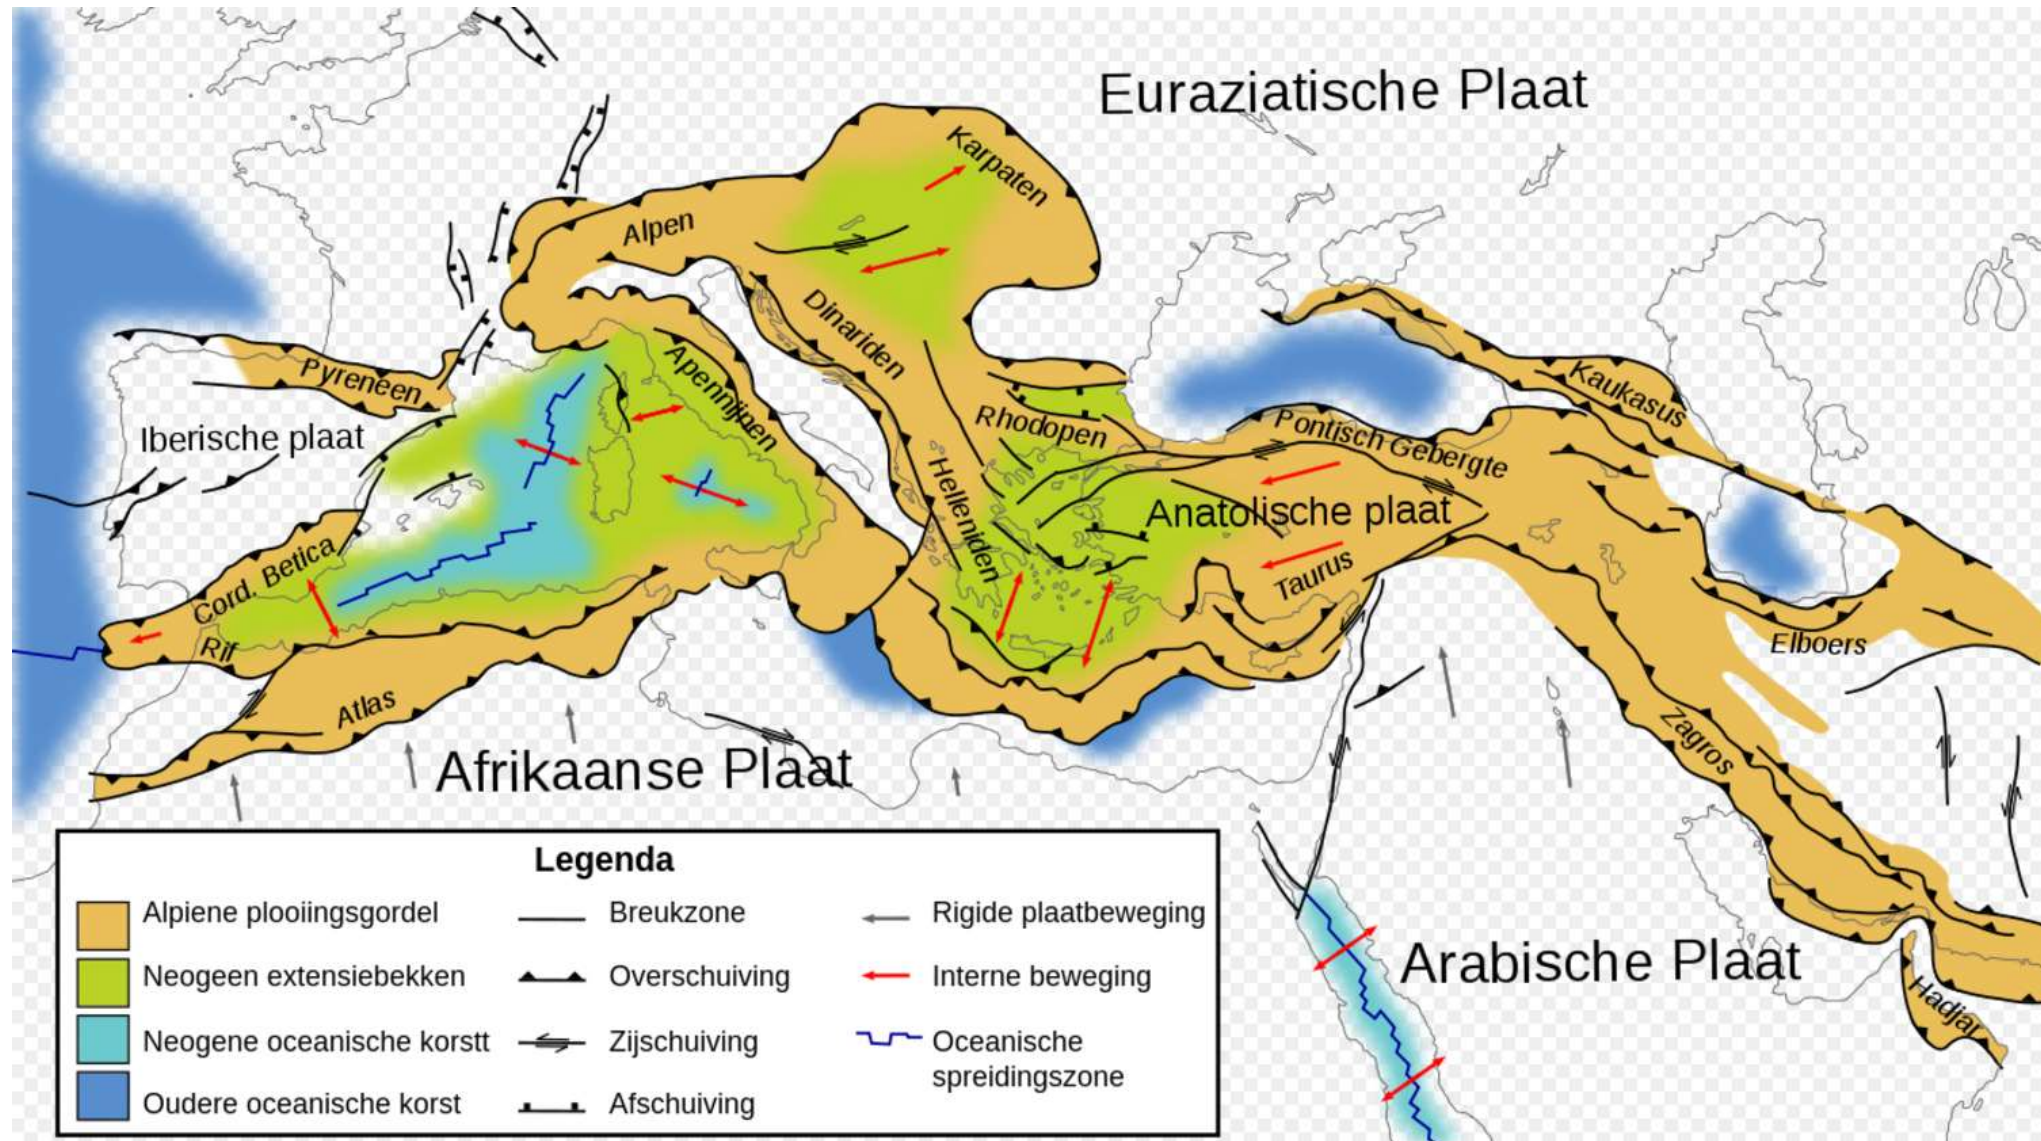 Euraziatische Plaat
Karpaten
Alpen
Dinariden
Pyreneeën
Apennijnen
Kaukasus
Iberische plaat
Rhodopen
Pontisch Gebergte
Helleniden
Anatolische plaat
Cord. Betica
Taurus
Rif
Elboers
Atlas
Zagros
Afrikaanse Plaat
Arabische Plaat
Hadjar
Legenda
Alpiene plooiingsgordel
Breukzone
Rigide plaatbeweging
Neogeen extensiebekken
Overschuiving
Interne beweging
Neogene oceanische korstt
Zijschuiving
Oceanische
spreidingszone
Oudere oceanische korst
Afschuiving